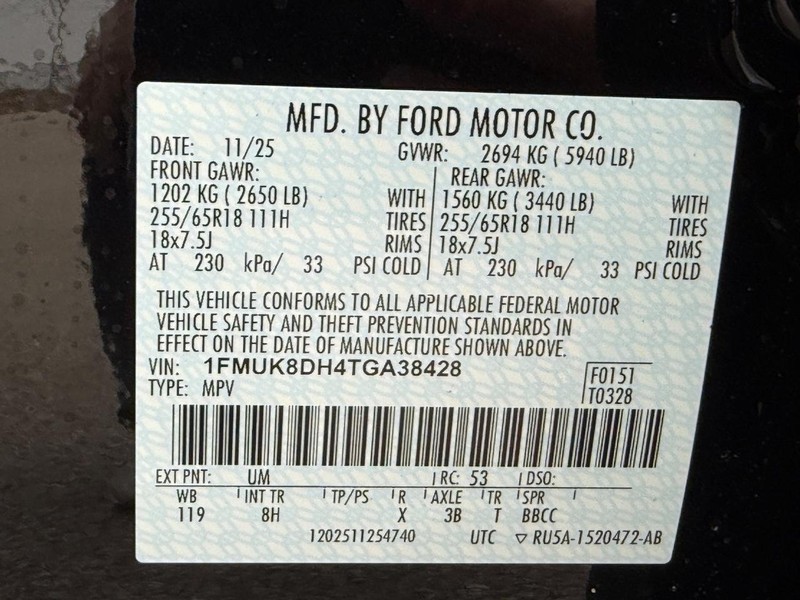 MFD. BY FORD MOTOR CO.
DATE: 11/25 GVWR: 2694 KG ( 5940 LB)
FRONT GAWR: REAR GAWR:
1202 KG ( 2650 LB) WITH 1560 KG ( 3440 LB) WITH
255/65R18 111H TIRES 255/65R18 111H TIRES
18x7.5J RIMS 18x7.5J RIMS
AT 230 kPa/ 33 PSI COLD AT 230 kPa/ 33 PSI COLD
THIS VEHICLE CONFORMS TO ALL APPLICABLE FEDERAL MOTOR
VEHICLE SAFETY AND THEFT PREVENTION STANDARDS IN
EFFECT ON THE DATE OF MANUFACTURE SHOWN ABOVE.
VIN: 1FMUK8DH4TGA38428 F0151
TYPE: MPV T0328
EXT PNT: UM RC: 53 DSO:
WB INT TR TP/PS R AXLE TR SPR
119 8H X 3B T BBCC
1202511254740 UTC ▽ RU5A-1520472-AB